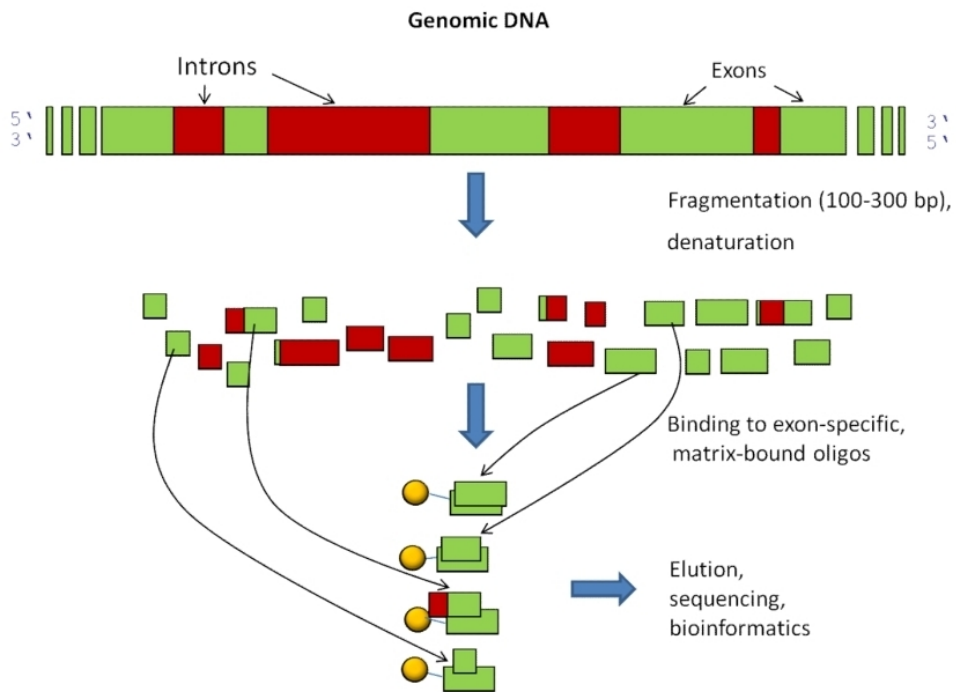 Genomic DNA
Introns
Exons
5`
3`
3`
5`
Fragmentation (100-300 bp),
denaturation
Binding to exon-specific,
matrix-bound oligos
Elution,
sequencing,
bioinformatics